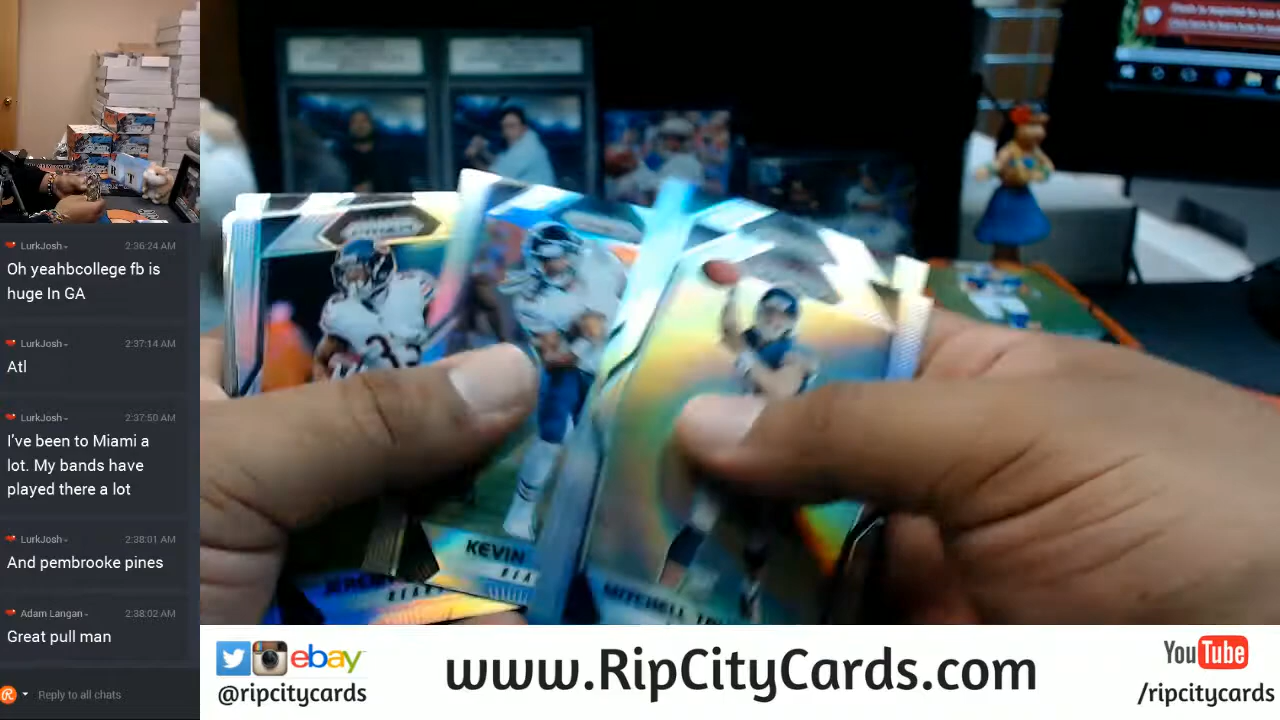 LurkJosh- 2:36:24 AM
Oh yeahbcollege fb is
huge In GA
LurkJosh- 2:37:14 AM
Atl
LurkJosh- 2:37:50 AM
I've been to Miami a
lot. My bands have
played there a lot
LurkJosh- 2:38:01 AM
And pembrooke pines
Adam Langan- 2:38:02 AM
Great pull man
Reply to all chats
KEVIN
BEA
BEARS
MITCHELL
ebay
@ripcitycards
www.RipCityCards.com
YouTube
/ripcitycards